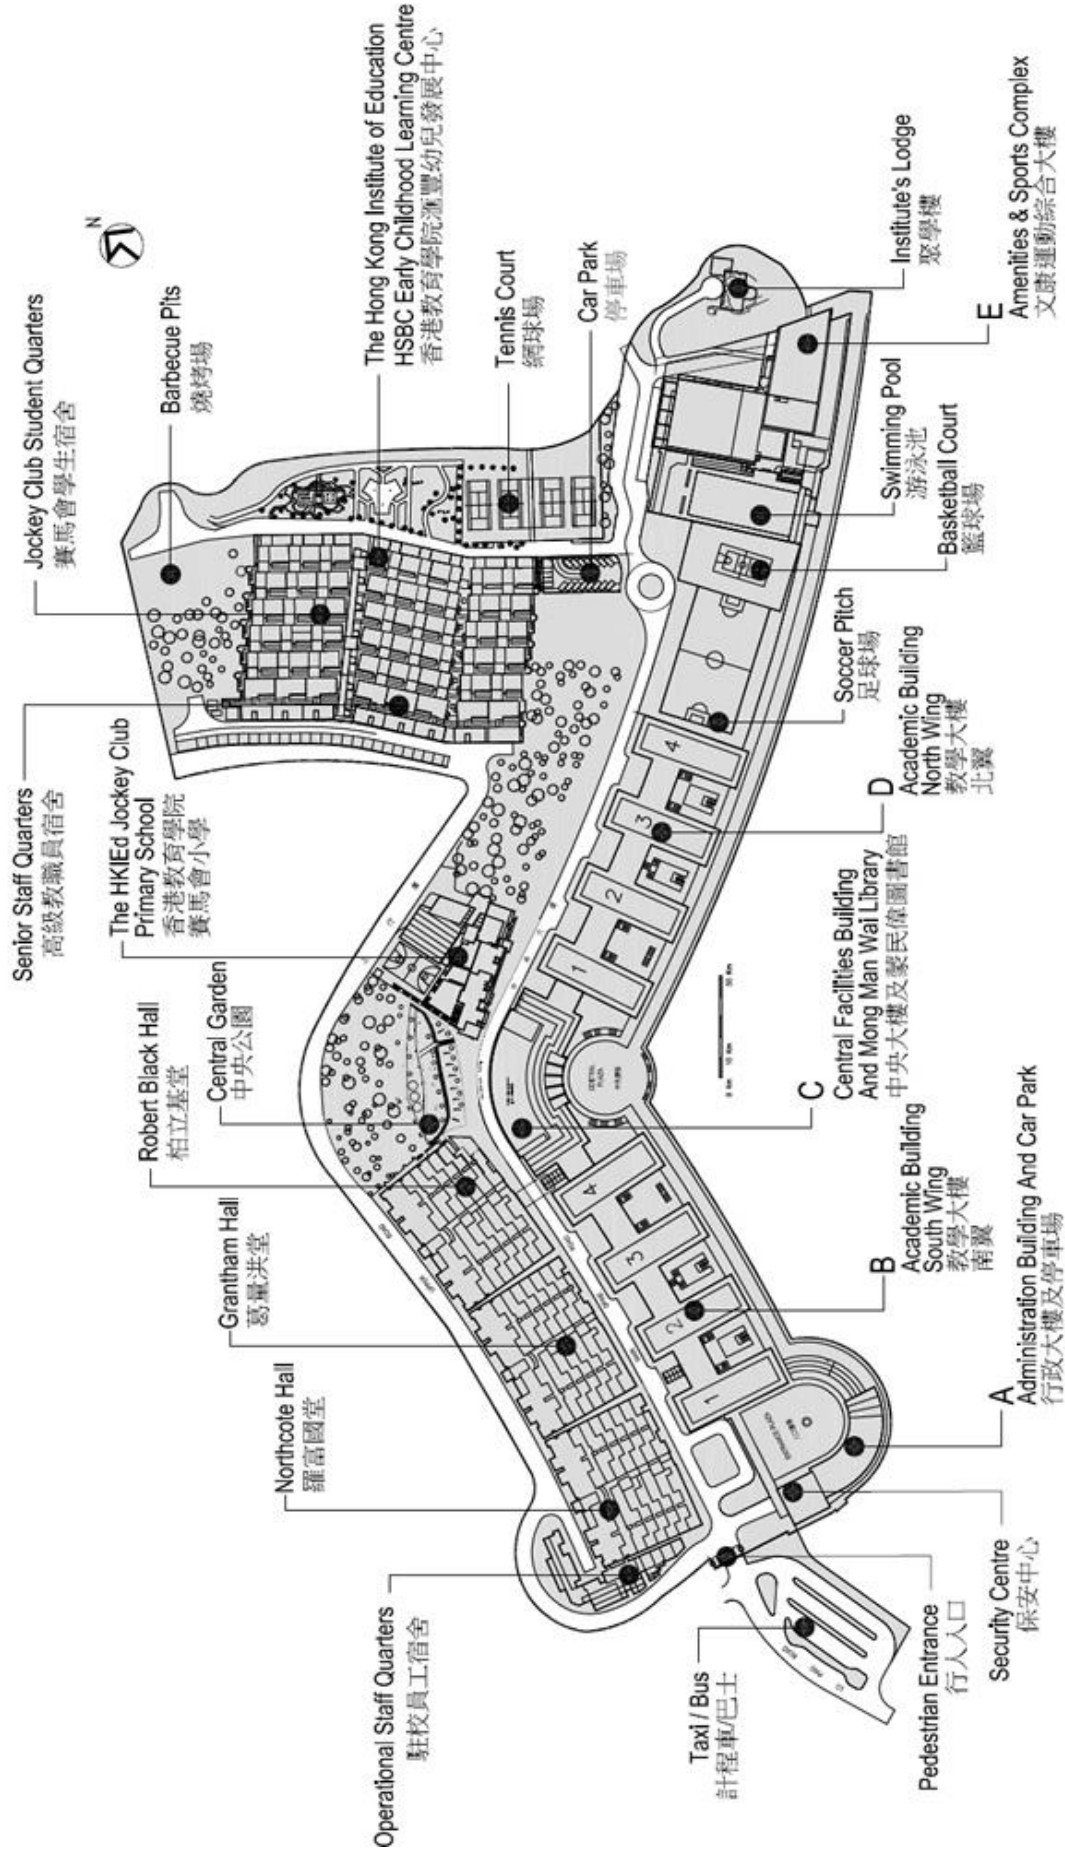 Operational Staff Quarters
駐校員工宿舍
Northcote Hall
羅富國堂
Grantham Hall
葛量洪堂
Robert Black Hall
柏立基堂
Central Garden
中央公園
The HKIEd Jockey Club
Primary School
香港教育學院
賽馬會小學
Senior Staff Quarters
高級教職員宿舍
Jockey Club Student Quarters
賽馬會學生宿舍
Barbecue Pits
燒烤場
N
The Hong Kong Institute of Education
HSBC Early Childhood Learning Centre
香港教育學院滙豐幼兒發展中心
Tennis Court
網球場
Car Park
停車場
Institute's Lodge
聚學樓
E
Amenities & Sports Complex
文康運動綜合大樓
Swimming Pool
游泳池
Basketball Court
籃球場
Soccer Pitch
足球場
D
Academic Building
North Wing
教學大樓
北翼
C
Central Facilities Building
And Mong Man Wai Library
中央大樓及蒙民偉圖書館
B
Academic Building
South Wing
教學大樓
南翼
A
Administration Building And Car Park
行政大樓及停車場
Security Centre
保安中心
Pedestrian Entrance
行人入口
Taxi / Bus
計程車/巴士
1
2
3
4
1
2
3
4
CENTRAL
PLAZA
ENTRANCE PLAZA